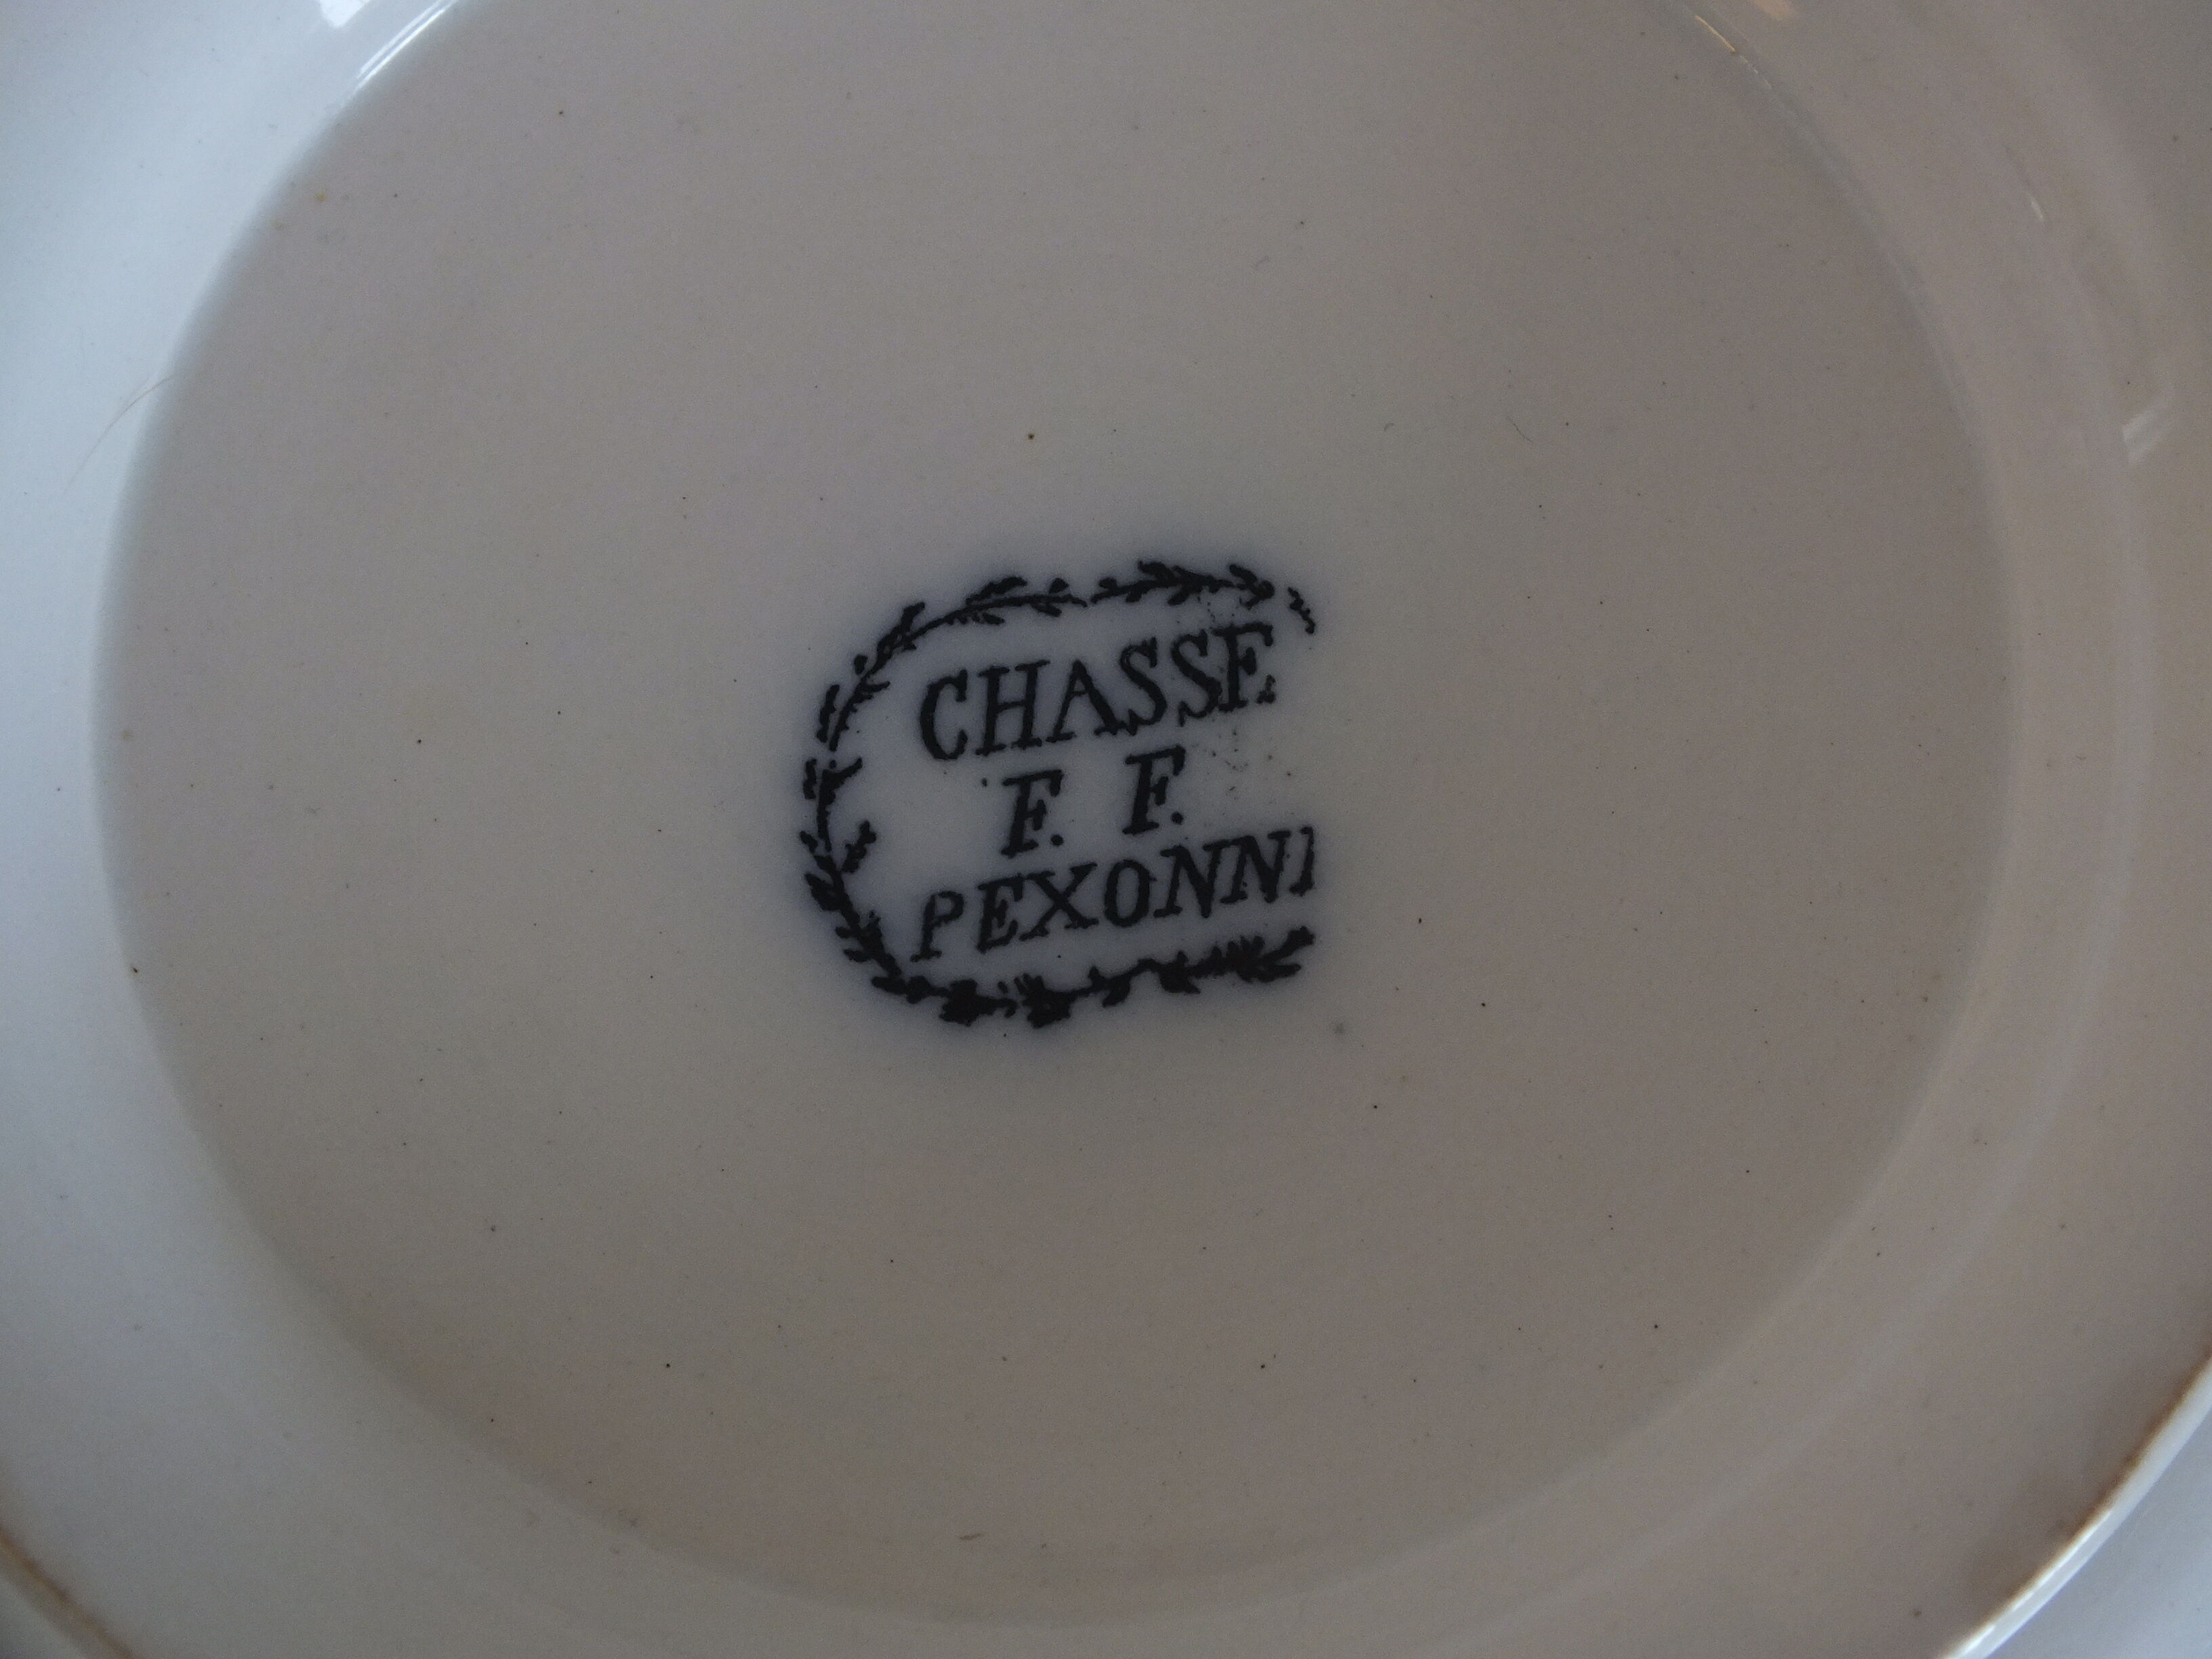 CHASSE
F. F.
PEXONN